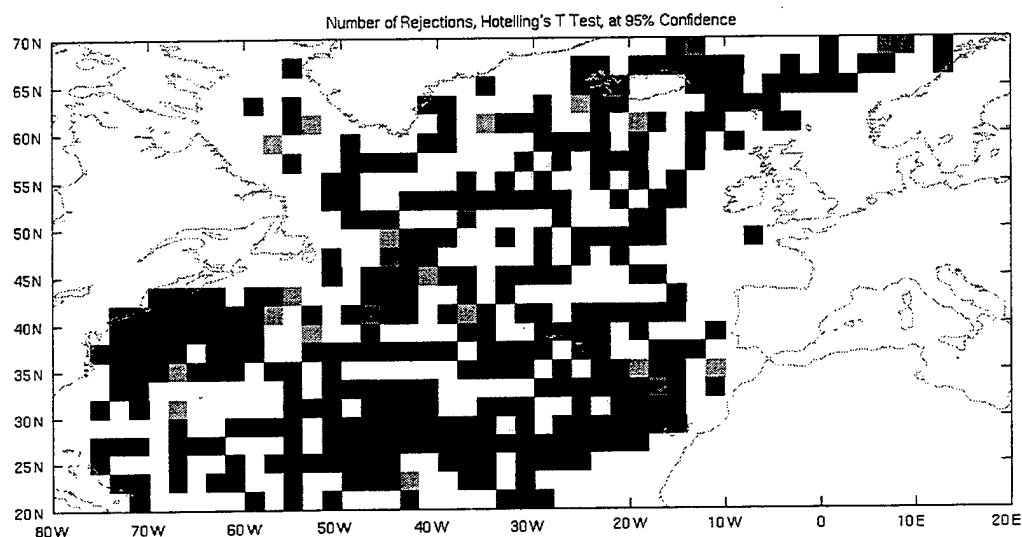 Number of Rejections, Hotelling's T Test, at 95% Confidence
70N
65N
60N
55N
50N
45N
40N
35N
30N
25N
20N
80W 70W 60W 50W 40W 30W 20W 10W 0 10E 20E